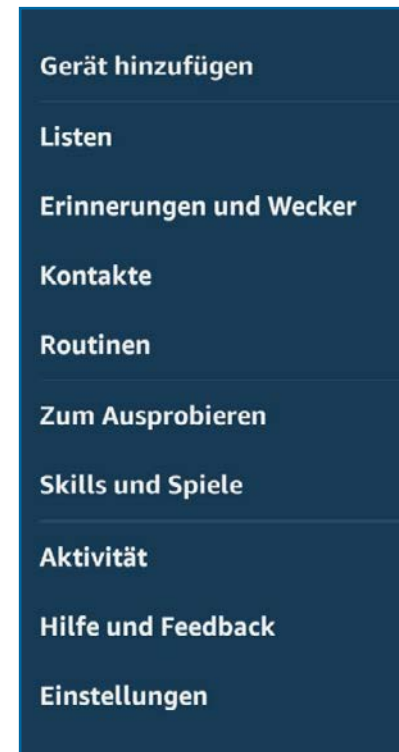 Gerät hinzufügen
Listen
Erinnerungen und Wecker
Kontakte
Routinen
Zum Ausprobieren
Skills und Spiele
Aktivität
Hilfe und Feedback
Einstellungen